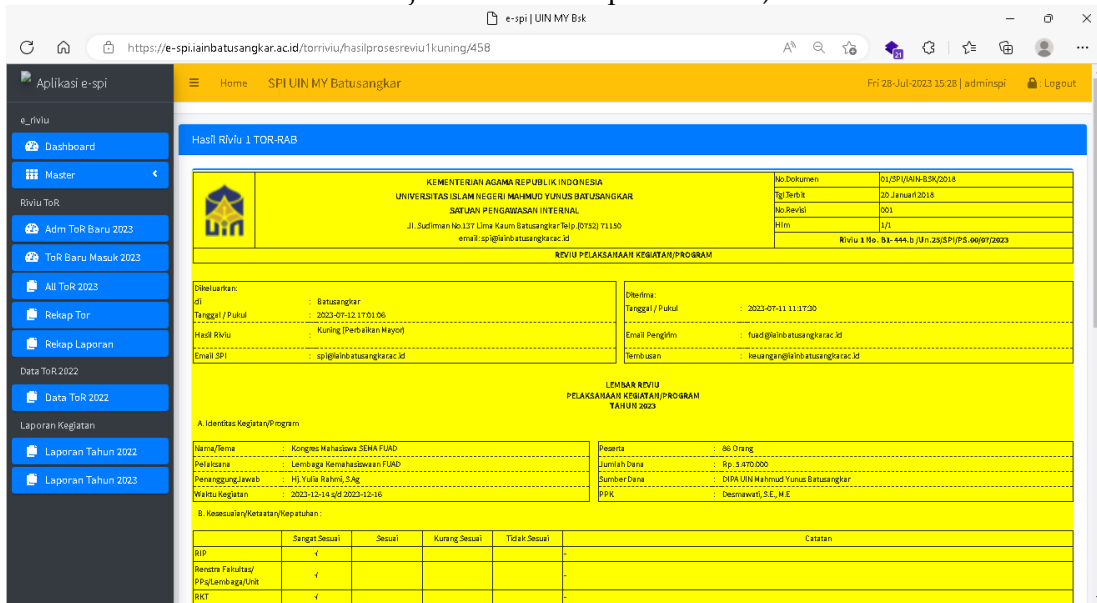 e-spi | UIN MY Bsk
https://e-spi.iainbatusangkar.ac.id/torriviu/hasilprosesreviu1kuning/458
21
Aplikasi e-spi
Home SPI UIN MY Batusangkar
Fri 28-Jul-2023 15:28 | adminspi : Logout
e_riviu
Dashboard
Master
Riviu ToR
Adm ToR Baru 2023
ToR Baru Masuk 2023
All ToR 2023
Rekap Tor
Rekap Laporan
Data ToR 2022
Data ToR 2022
Laporan Kegiatan
Laporan Tahun 2022
Laporan Tahun 2023
Hasil Riviu 1 TOR-RAB
uin
KEMENTERIAN AGAMA REPUBLIK INDONESIA
UNIVERSITAS ISLAM NEGERI MAHMUD YUNUS BATUSANGKAR
SATUAN PENGAWASAN INTERNAL
Jl. Sudirman No.137 Lima Kaum Batusangkar Telp.(0752) 71150
email: spi@iainbatusangkar.ac.id
No.Dokumen 01/SPI/IAIN-BSK/2018
Tgl.Terbit 20 Januari 2018
No.Revisi 001
Hlm 1/1
Riviu 1 No. B1-444.b /Un.25/SPI/PS.00/07/2023
REVIU PELAKSANAAN KEGIATAN/PROGRAM
Dikeluarkan:
di : Batusangkar
Tanggal / Pukul : 2023-07-12 17:01:06
Hasil Riviu : Kuning (Perbaikan Mayor)
Email SPI : spi@iainbatusangkar.ac.id
Diterima:
Tanggal / Pukul : 2023-07-11 11:17:30
Email Pengirim : fuad@iainbatusangkar.ac.id
Tembusan : keuangan@iainbatusangkar.ac.id
LEMBAR REVIU
PELAKSANAAN KEGIATAN/PROGRAM
TAHUN 2023
A. Identitas Kegiatan/Program
Nama/Tema : Kongres Mahasiswa SEMA FUAD
Pelaksana : Lembaga Kemahasiswaan FUAD
Penanggung Jawab : Hj. Yulia Rahmi, S.Ag
Waktu Kegiatan : 2023-12-14 s/d 2023-12-16
Peserta : 86 Orang
Jumlah Dana : Rp. 5.470.000
Sumber Dana : DIPA UIN Mahmud Yunus Batusangkar
PPK : Desmawati, S.E., M.E
B. Kesesuaian/Ketaatan/Kepatuhan :
Sangat Sesuai Sesuai Kurang Sesuai Tidak Sesuai Catatan
RIP √ -
Renstra Fakultas/
PPs/Lembaga/Unit √ -
RKT √ -